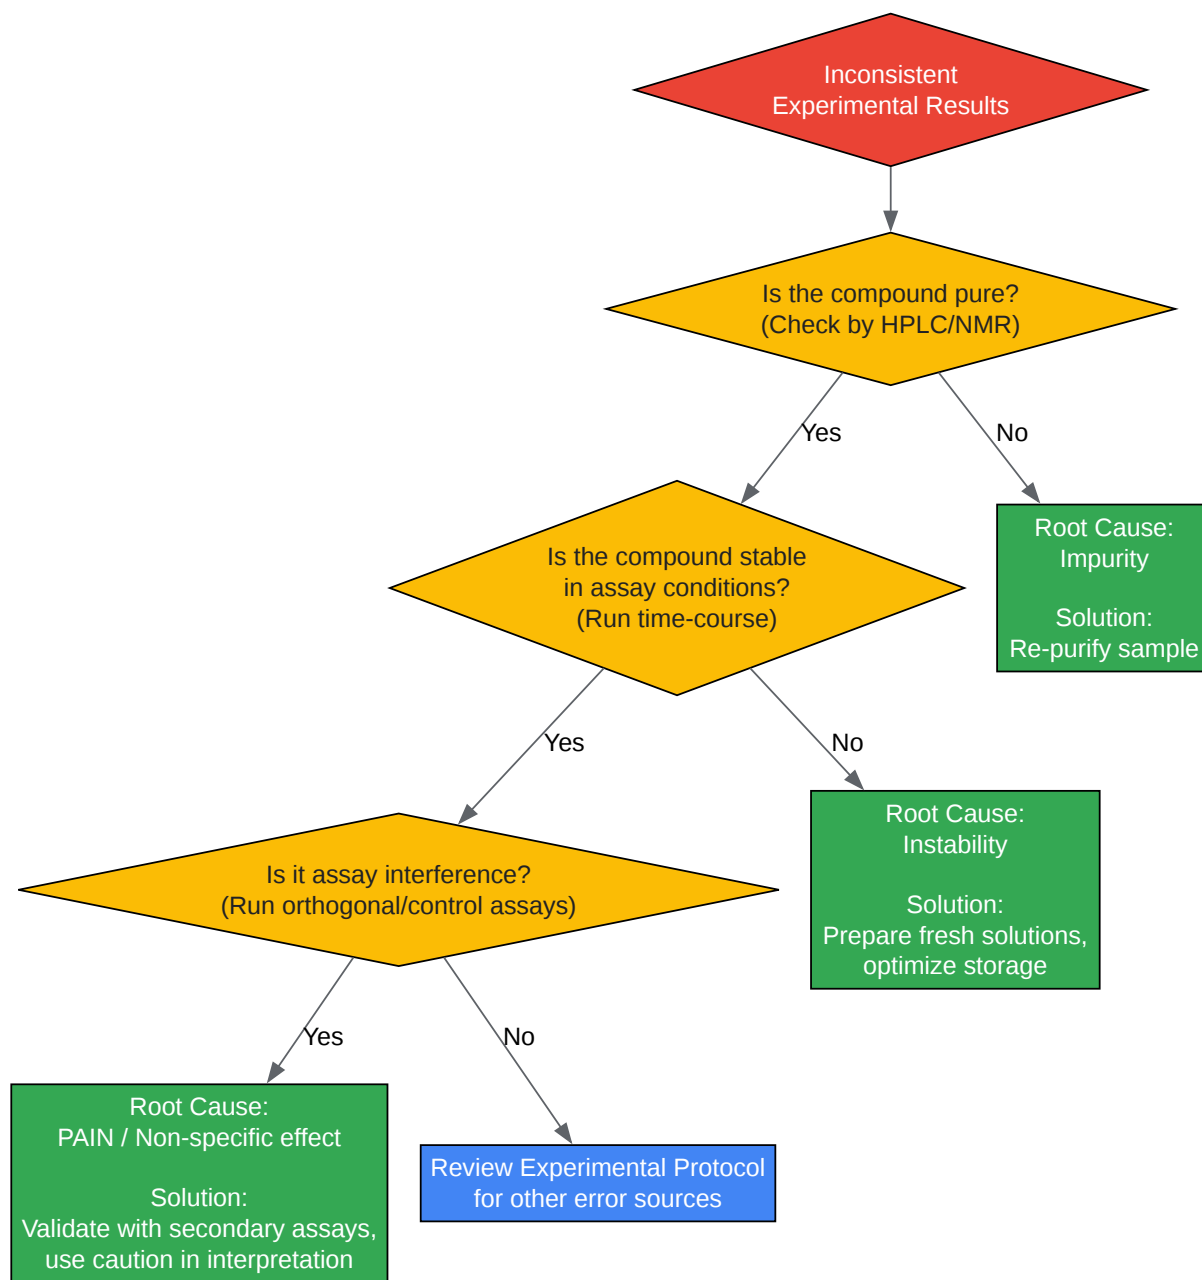 Inconsistent
Experimental Results
Is the compound pure?
(Check by HPLC/NMR)
Yes
No
Is the compound stable
in assay conditions?
(Run time-course)
Root Cause:
Impurity
Solution:
Re-purify sample
Yes
No
Is it assay interference?
(Run orthogonal/control assays)
Root Cause:
Instability
Solution:
Prepare fresh solutions,
optimize storage
Yes
No
Root Cause:
PAIN / Non-specific effect
Solution:
Validate with secondary assays,
use caution in interpretation
Review Experimental Protocol
for other error sources